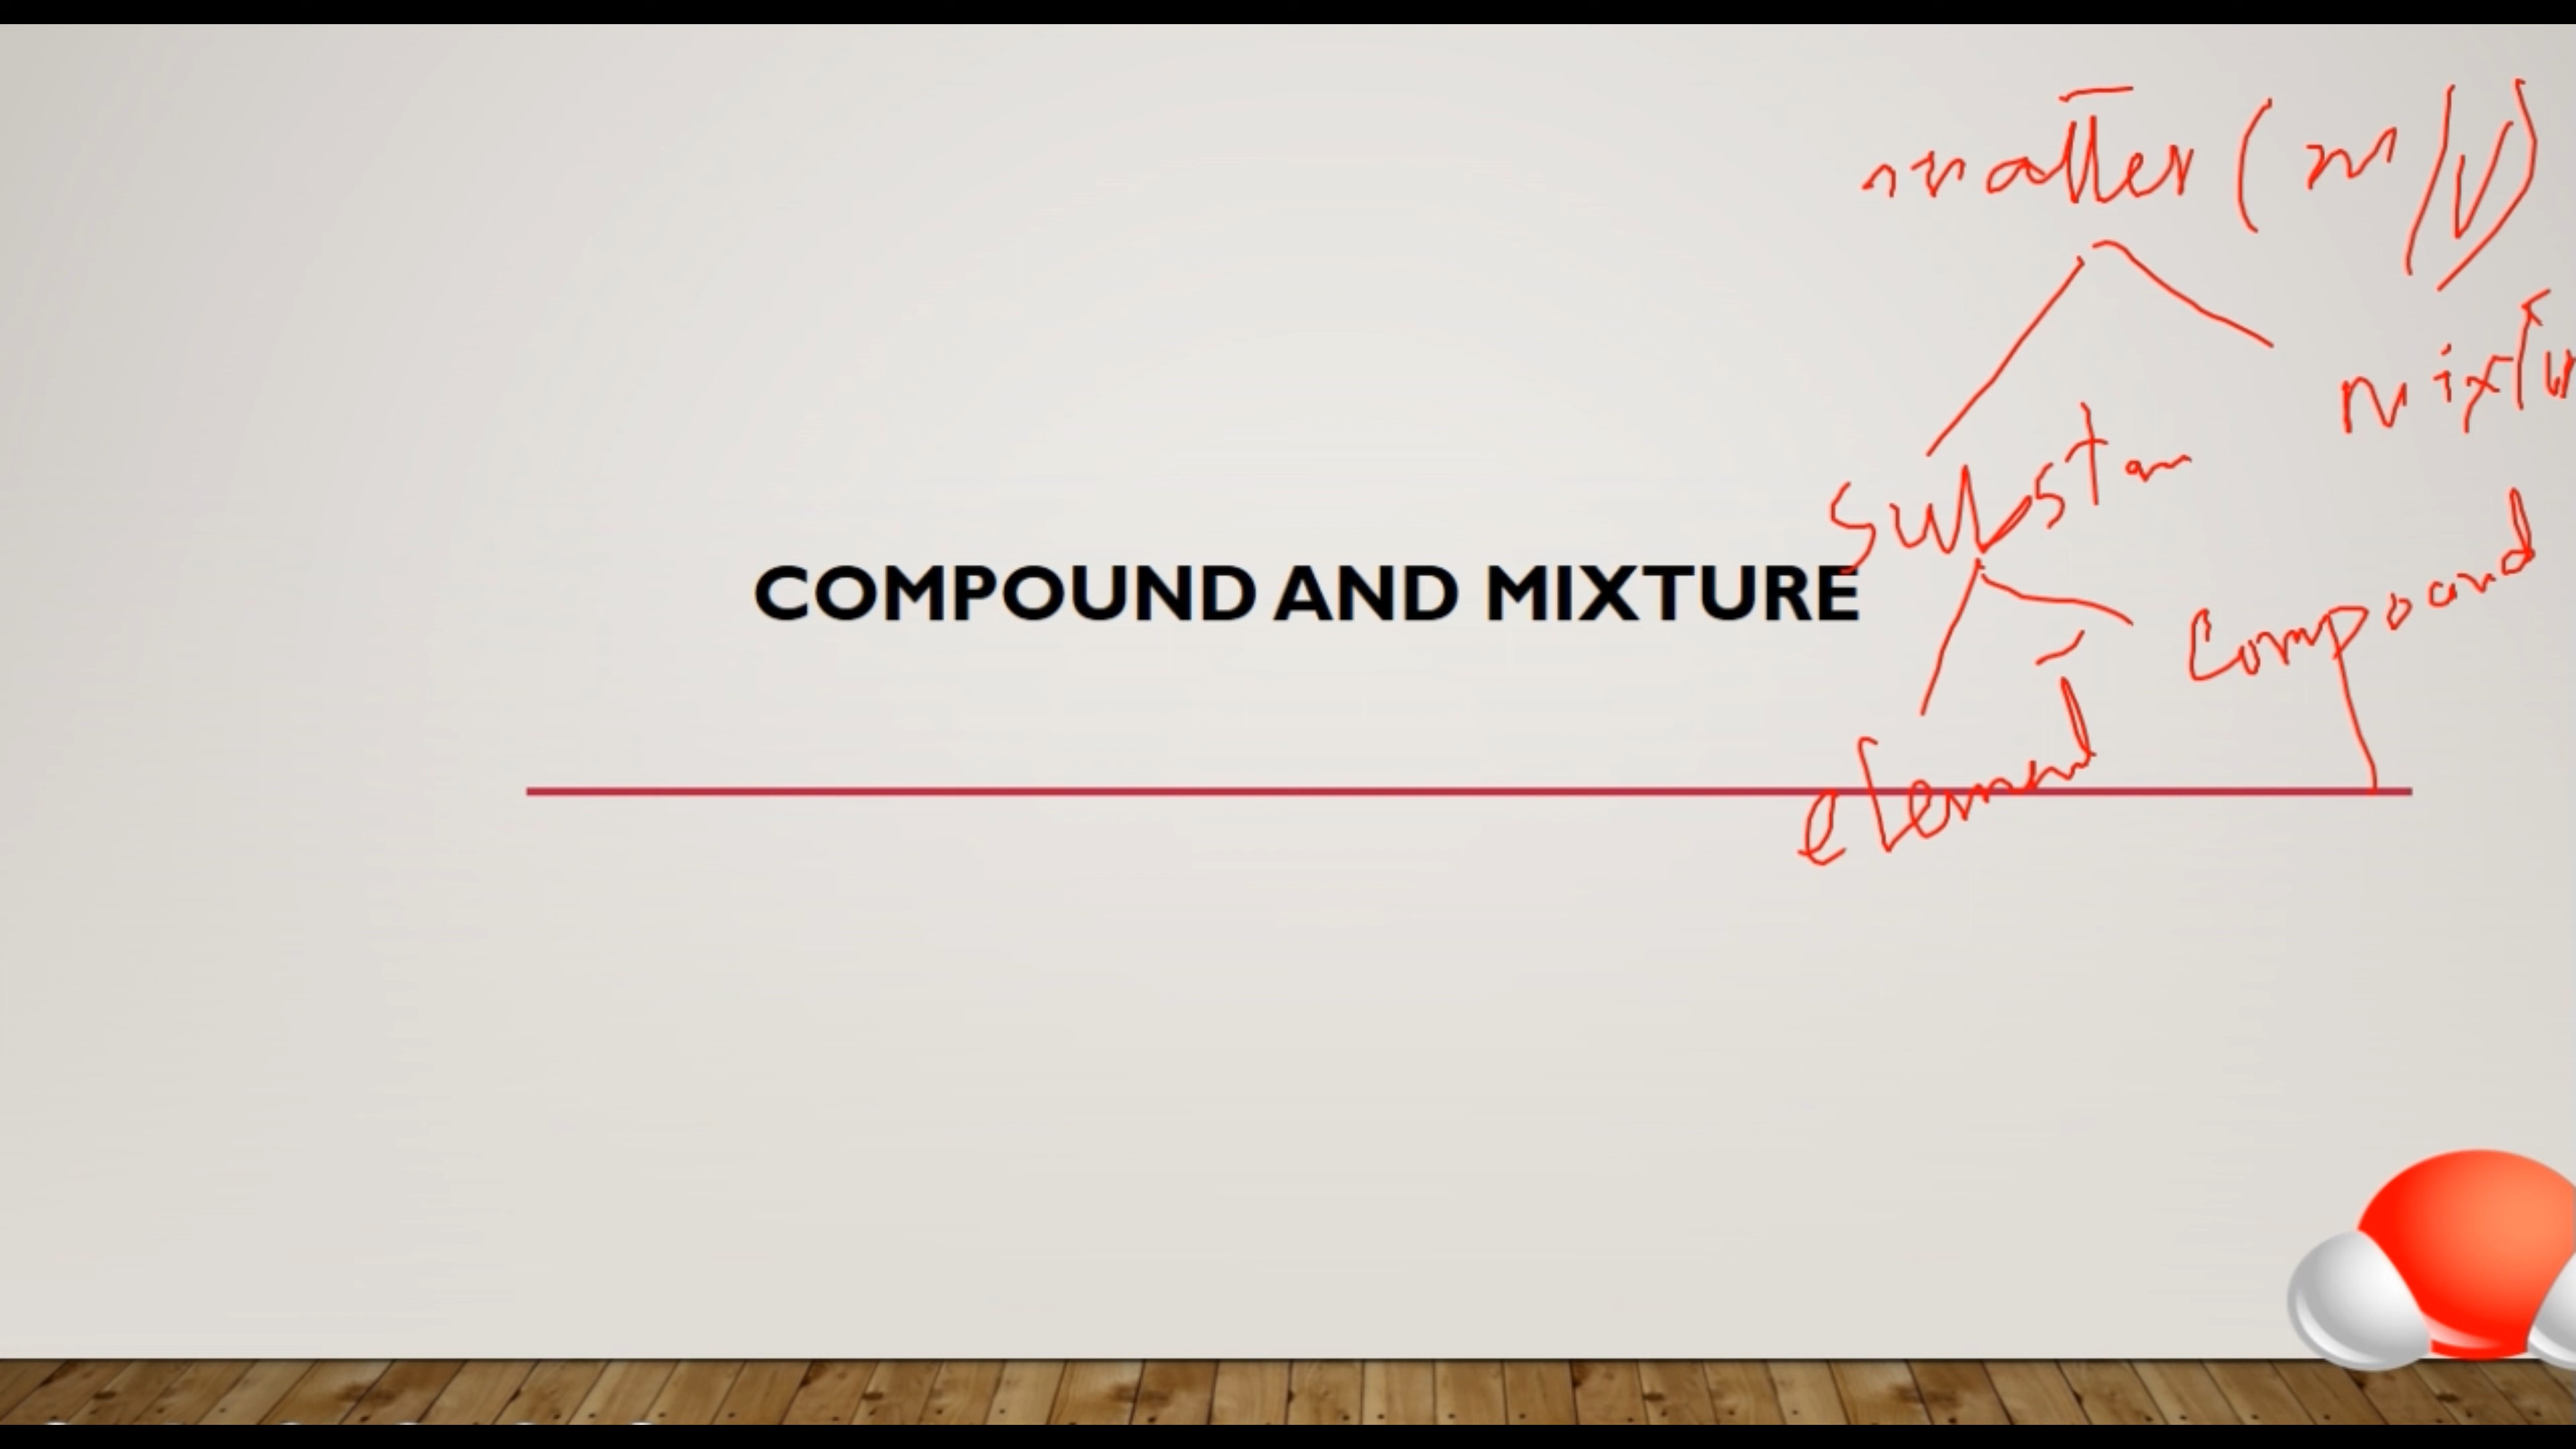 matter (m/V)
mixtu
substan
COMPOUND AND MIXTURE
compound
element